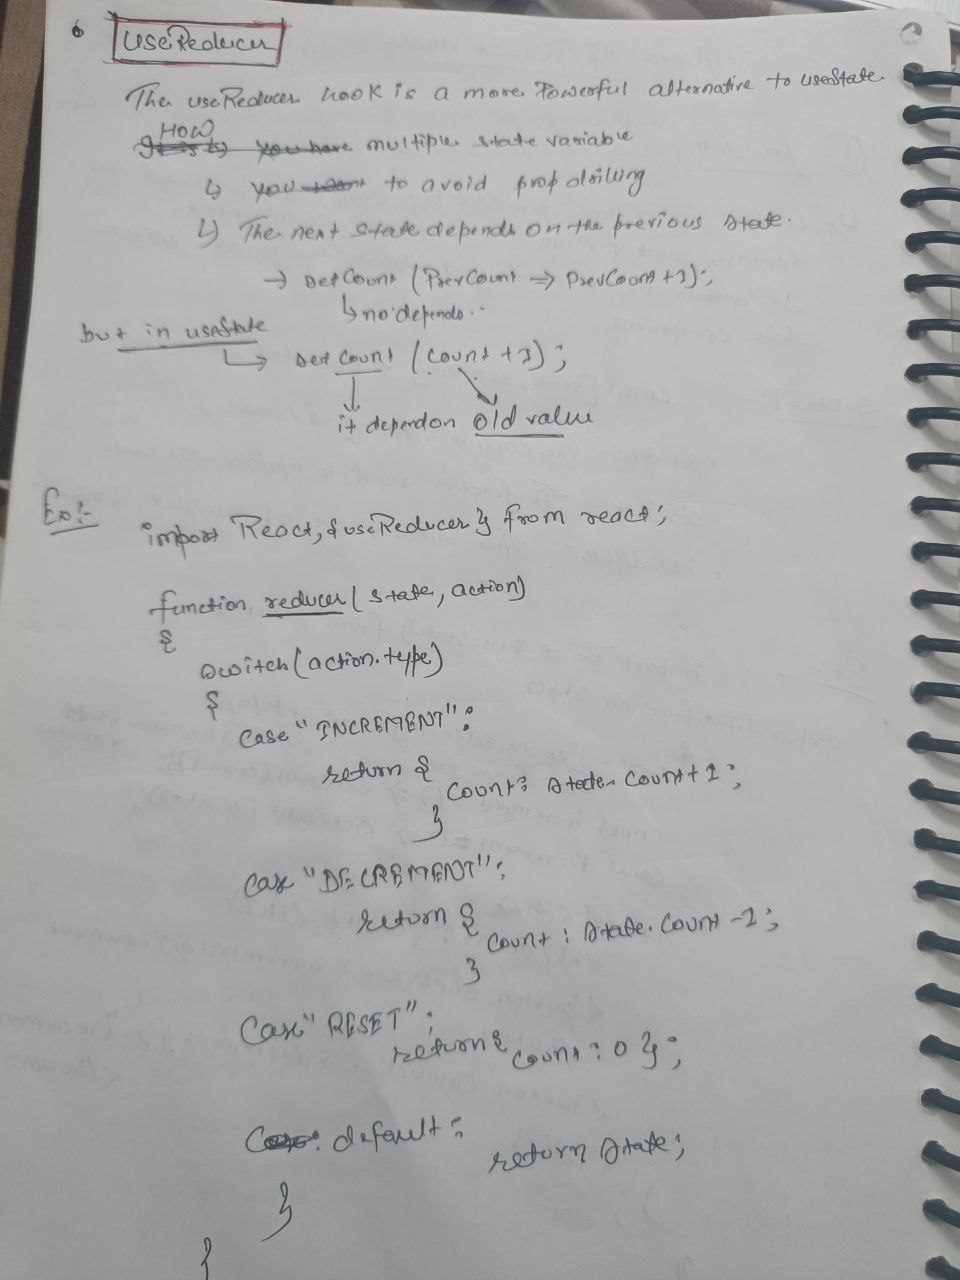 useReducer
The useReducer hook is a more Powerful alternative to useState
HOW
you have multiple state variable
↳ you want to avoid prop drilling
↳ The next state depends on the previous state.
→ setCount (PrevCount => PrevCount +1);
↳ no depends..
but in useState
↳ set Count (Count +1);
it dependon old value
Ex:-
import React, { useReducer } from react;
function reducer (state, action)
{
switch (action.type)
{
case "INCREMENT":
return {
count: state.count + 1;
}
case "DECREMENT":
return {
count: state.count -1;
}
case "RESET":
return { count: 0 };
default:
return state;
}
}